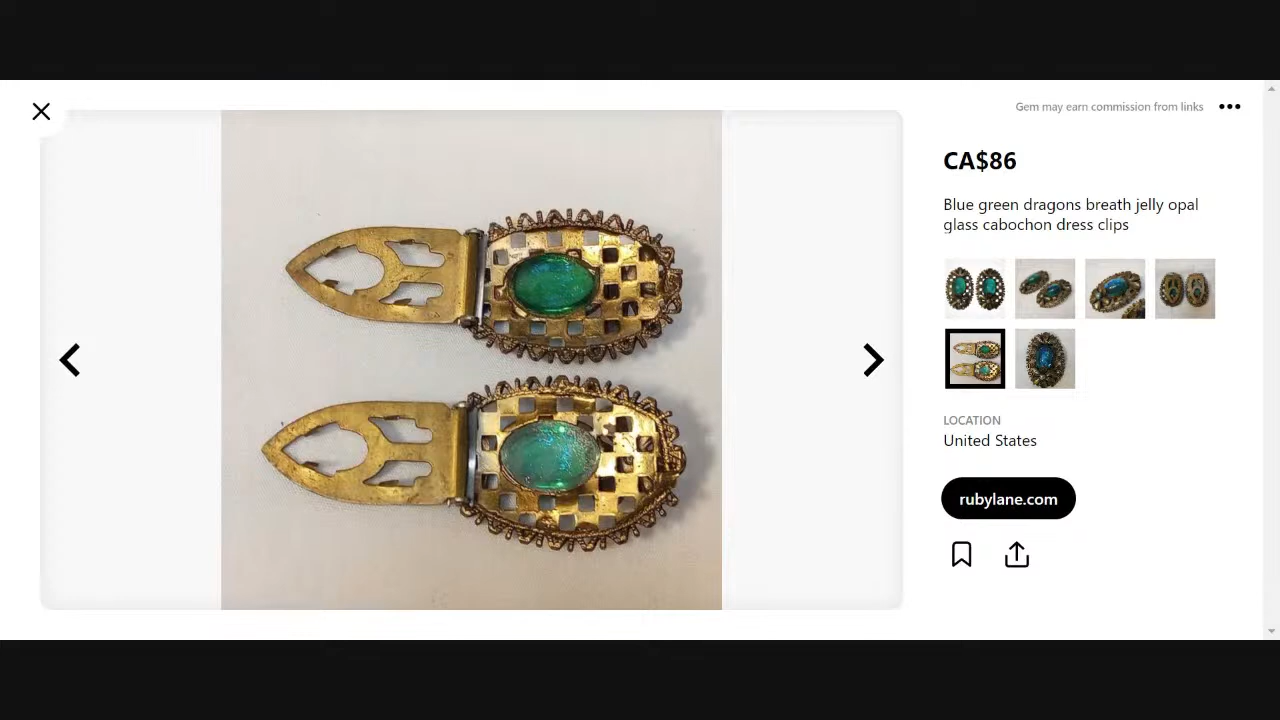 Gem may earn commission from links
CA$86
Blue green dragons breath jelly opal
glass cabochon dress clips
LOCATION
United States
rubylane.com